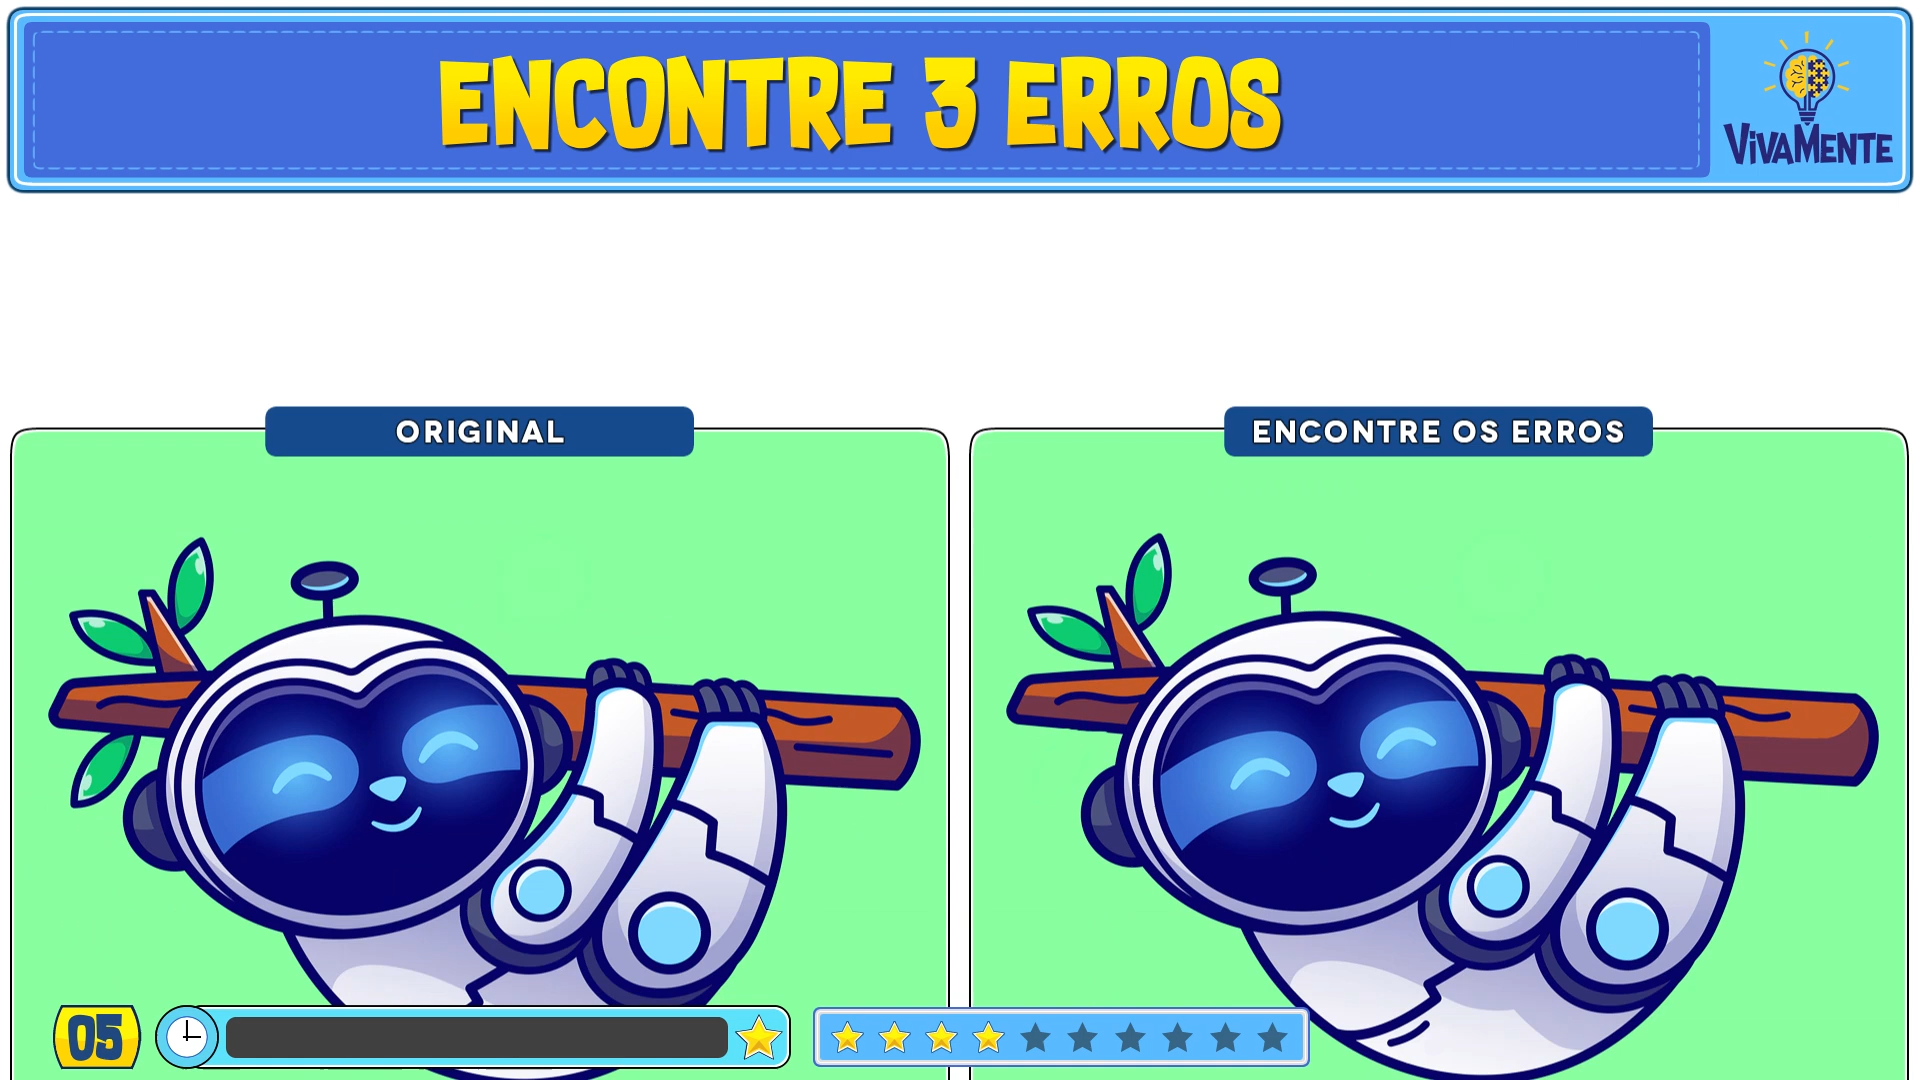 ENCONTRE 3 ERROS
VIVAMENTE
ORIGINAL
ENCONTRE OS ERROS
05